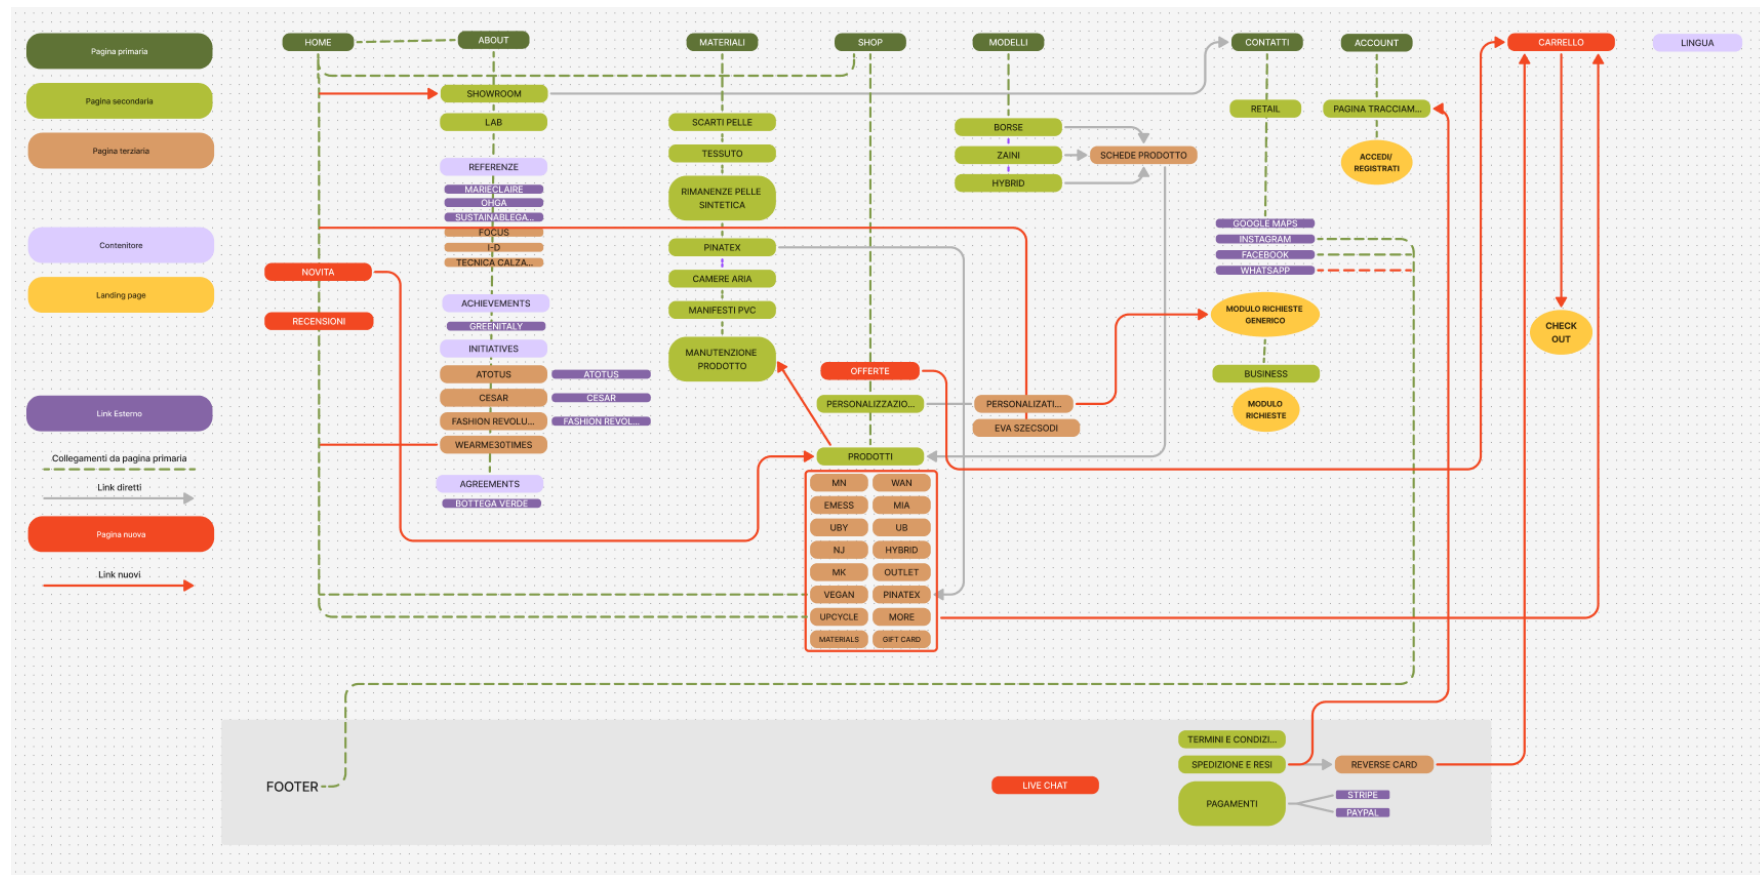 Pagina primaria
Pagina secondaria
Pagina terziaria
Contenitore
Landing page
Link Esterno
Collegamenti da pagina primaria
Link diretti
Pagina nuova
Link nuovi
HOME
NOVITA
RECENSIONI
ABOUT
SHOWROOM
LAB
REFERENZE
MARIECLAIRE
OHGA
SUSTAINABLEGA...
FOCUS
I-D
TECNICA CALZA...
ACHIEVEMENTS
GREENITALY
INITIATIVES
ATOTUS
ATOTUS
CESAR
CESAR
FASHION REVOLU...
FASHION REVOL...
WEARME30TIMES
AGREEMENTS
BOTTEGA VERDE
MATERIALI
SCARTI PELLE
TESSUTO
RIMANENZE PELLE
SINTETICA
PINATEX
CAMERE ARIA
MANIFESTI PVC
MANUTENZIONE
PRODOTTO
SHOP
OFFERTE
PERSONALIZZAZIO...
PERSONALIZATI...
EVA SZECSODI
PRODOTTI
MN
WAN
EMESS
MIA
UBY
UB
NJ
HYBRID
MK
OUTLET
VEGAN
PINATEX
UPCYCLE
MORE
MATERIALS
GIFT CARD
MODELLI
BORSE
ZAINI
HYBRID
SCHEDE PRODOTTO
CONTATTI
RETAIL
GOOGLE MAPS
INSTAGRAM
FACEBOOK
WHATSAPP
MODULO RICHIESTE
GENERICO
BUSINESS
MODULO
RICHIESTE
ACCOUNT
PAGINA TRACCIAM...
ACCEDI/
REGISTRATI
CARRELLO
CHECK
OUT
LINGUA
FOOTER
LIVE CHAT
TERMINI E CONDIZI...
SPEDIZIONE E RESI
REVERSE CARD
PAGAMENTI
STRIPE
PAYPAL